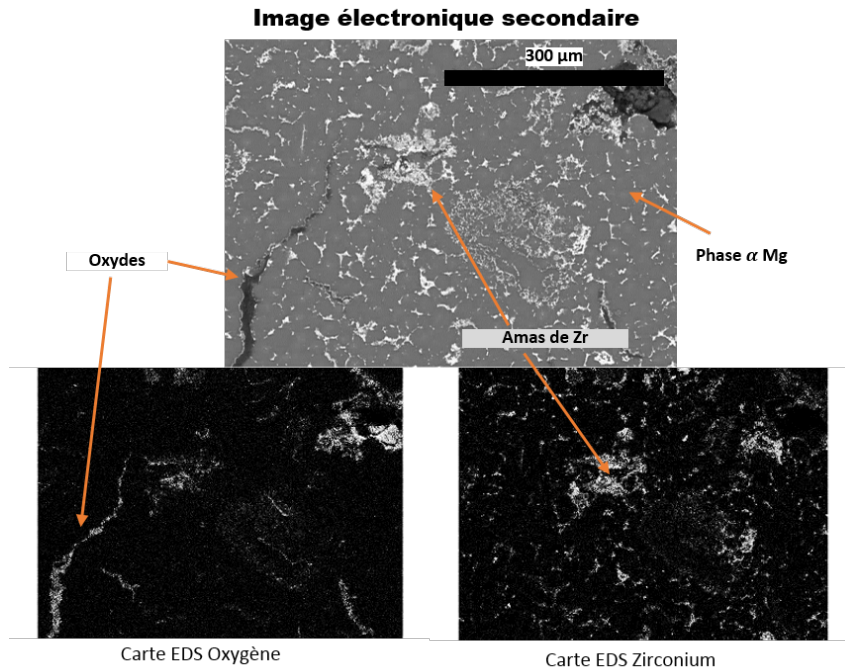 Image électronique secondaire
300 µm
Oxydes
Phase α Mg
Amas de Zr
Carte EDS Oxygène
Carte EDS Zirconium